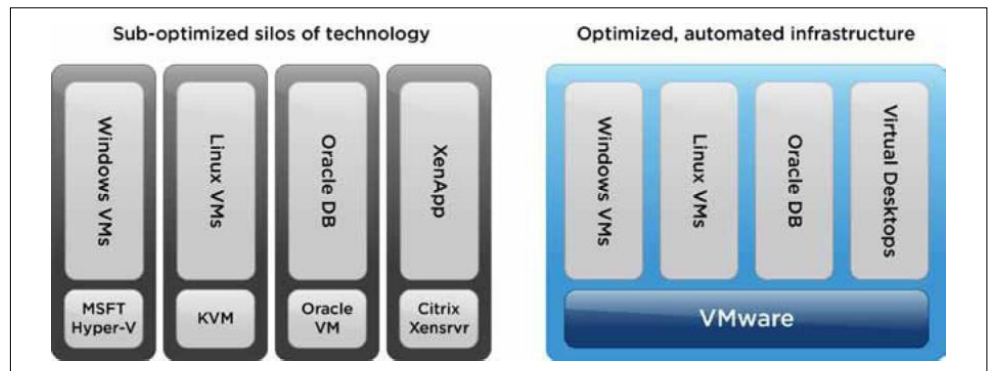 Sub-optimized silos of technology
Windows VMs
Linux VMs
Oracle DB
XenApp
MSFT
Hyper-V
KVM
Oracle
VM
Citrix
Xensrvr
Optimized, automated infrastructure
Windows VMs
Linux VMs
Oracle DB
Virtual Desktops
VMware